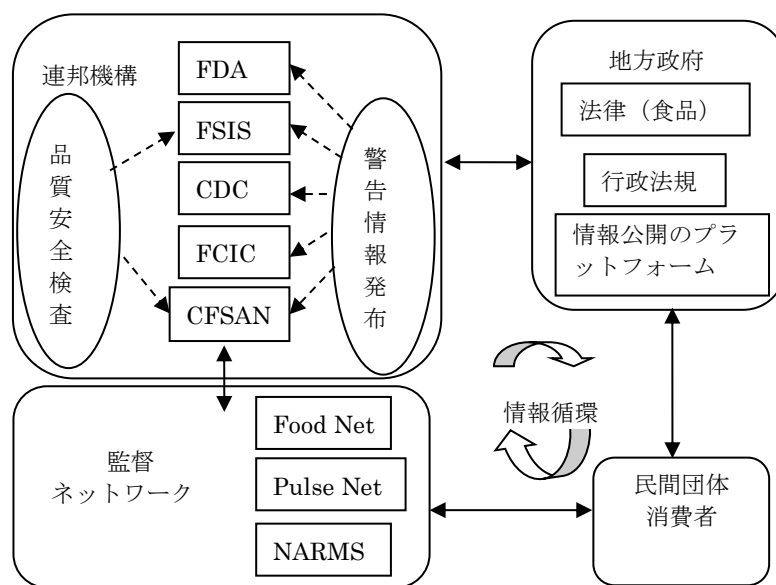 連邦機構
品質安全検査
FDA
FSIS
CDC
FCIC
CFSAN
警告情報発布
地方政府
法律（食品）
行政法規
情報公開のプラ
ットフォーム
監督
ネットワーク
Food Net
Pulse Net
NARMS
情報循環
民間団体
消費者